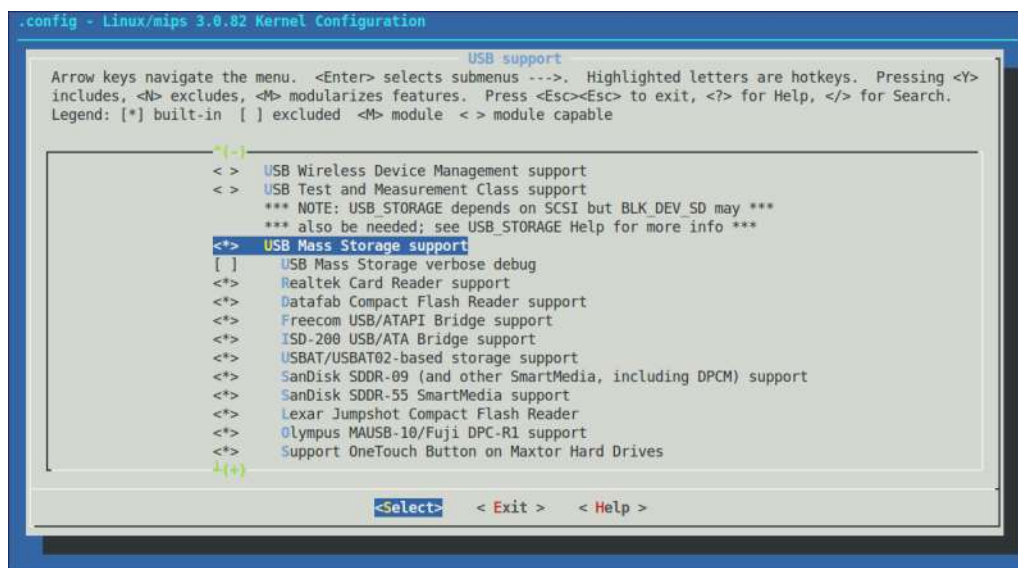 .config - Linux/mips 3.0.82 Kernel Configuration
USB support
Arrow keys navigate the menu.  <Enter> selects submenus --->.  Highlighted letters are hotkeys.  Pressing <Y>
includes, <N> excludes, <M> modularizes features.  Press <Esc><Esc> to exit, <?> for Help, </> for Search.
Legend: [*] built-in  [ ] excluded  <M> module  < > module capable
^(-)
< > USB Wireless Device Management support
< > USB Test and Measurement Class support
*** NOTE: USB_STORAGE depends on SCSI but BLK_DEV_SD may ***
*** also be needed; see USB_STORAGE Help for more info ***
<*> USB Mass Storage support
[ ] USB Mass Storage verbose debug
<*> Realtek Card Reader support
<*> Datafab Compact Flash Reader support
<*> Freecom USB/ATAPI Bridge support
<*> ISD-200 USB/ATA Bridge support
<*> USBAT/USBAT02-based storage support
<*> SanDisk SDDR-09 (and other SmartMedia, including DPCM) support
<*> SanDisk SDDR-55 SmartMedia support
<*> Lexar Jumpshot Compact Flash Reader
<*> Olympus MAUSB-10/Fuji DPC-R1 support
<*> Support OneTouch Button on Maxtor Hard Drives
┴(+)
<Select> < Exit > < Help >